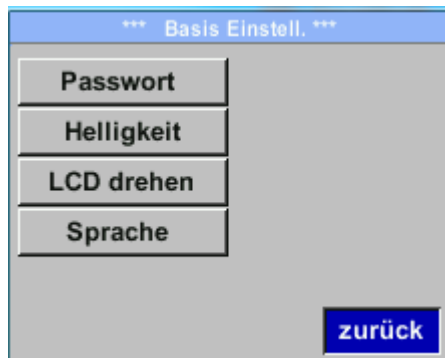 *** Basis Einstell. ***
Passwort
Helligkeit
LCD drehen
Sprache
zurück